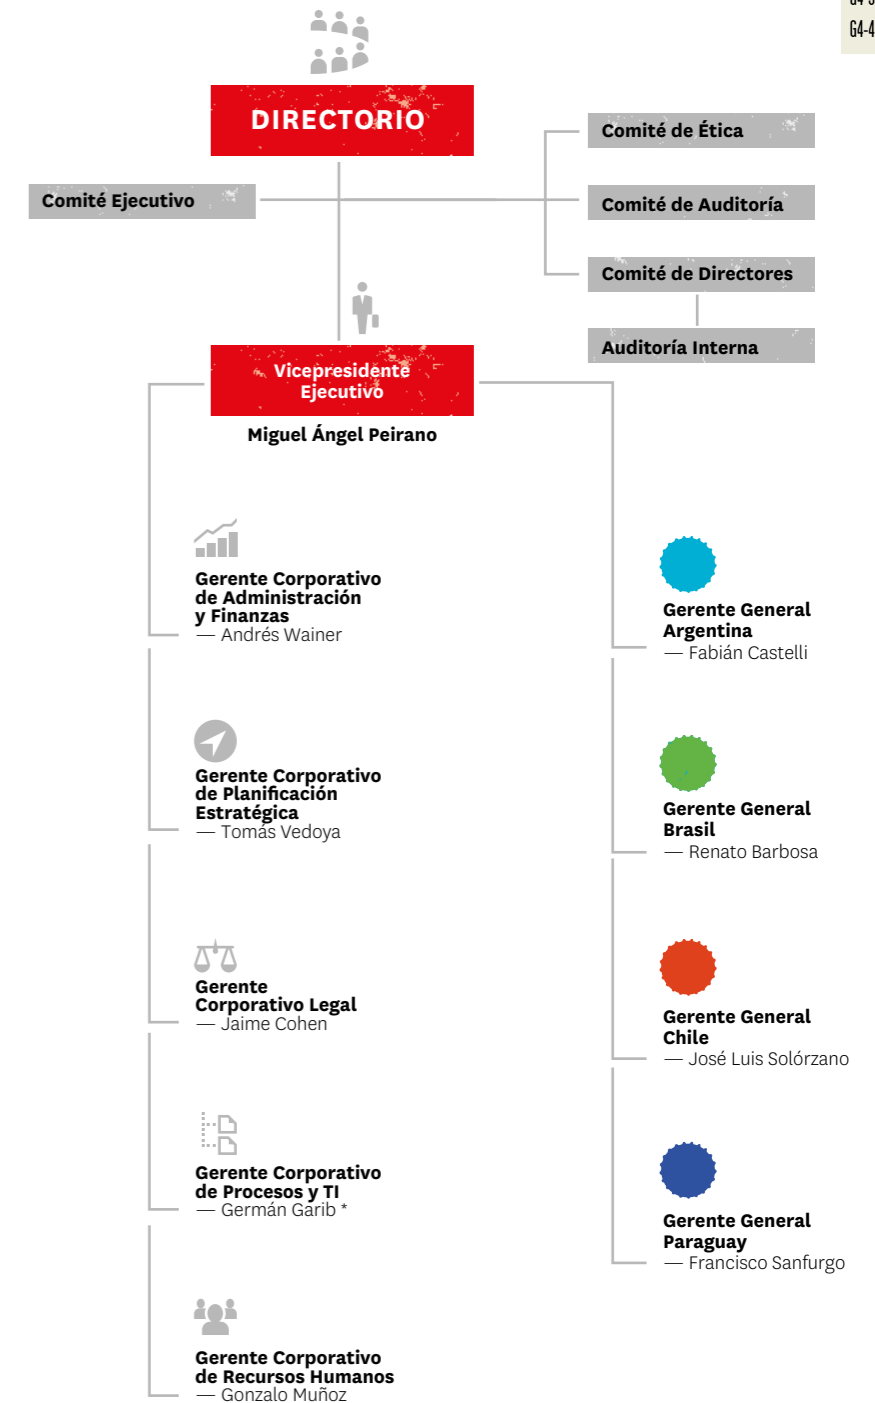 G4-4
DIRECTORIO
Comité de Ética
Comité Ejecutivo
Comité de Auditoría
Comité de Directores
Auditoría Interna
Vicepresidente
Ejecutivo
Miguel Ángel Peirano
Gerente Corporativo
de Administración
y Finanzas
— Andrés Wainer
Gerente Corporativo
de Planificación
Estratégica
— Tomás Vedoya
Gerente
Corporativo Legal
— Jaime Cohen
Gerente Corporativo
de Procesos y TI
— Germán Garib *
Gerente Corporativo
de Recursos Humanos
— Gonzalo Muñoz
Gerente General
Argentina
— Fabián Castelli
Gerente General
Brasil
— Renato Barbosa
Gerente General
Chile
— José Luis Solórzano
Gerente General
Paraguay
— Francisco Sanfurgo